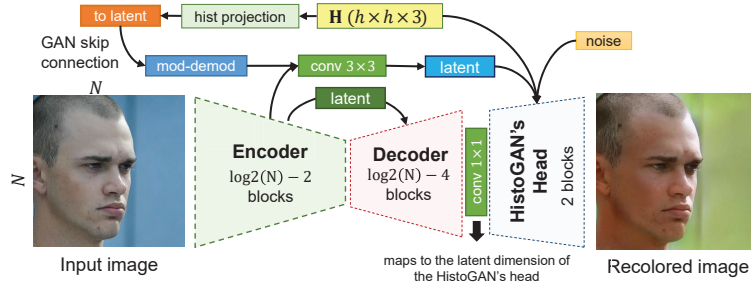 to latent
hist projection
H (h × h × 3)
GAN skip
connection
mod-demod
conv 3×3
latent
noise
N
N
latent
Encoder
log2(N) − 2
blocks
Decoder
log2(N) − 4
blocks
conv 1×1
HistoGAN's
Head
2 blocks
Input image
maps to the latent dimension of
the HistoGAN's head
Recolored image